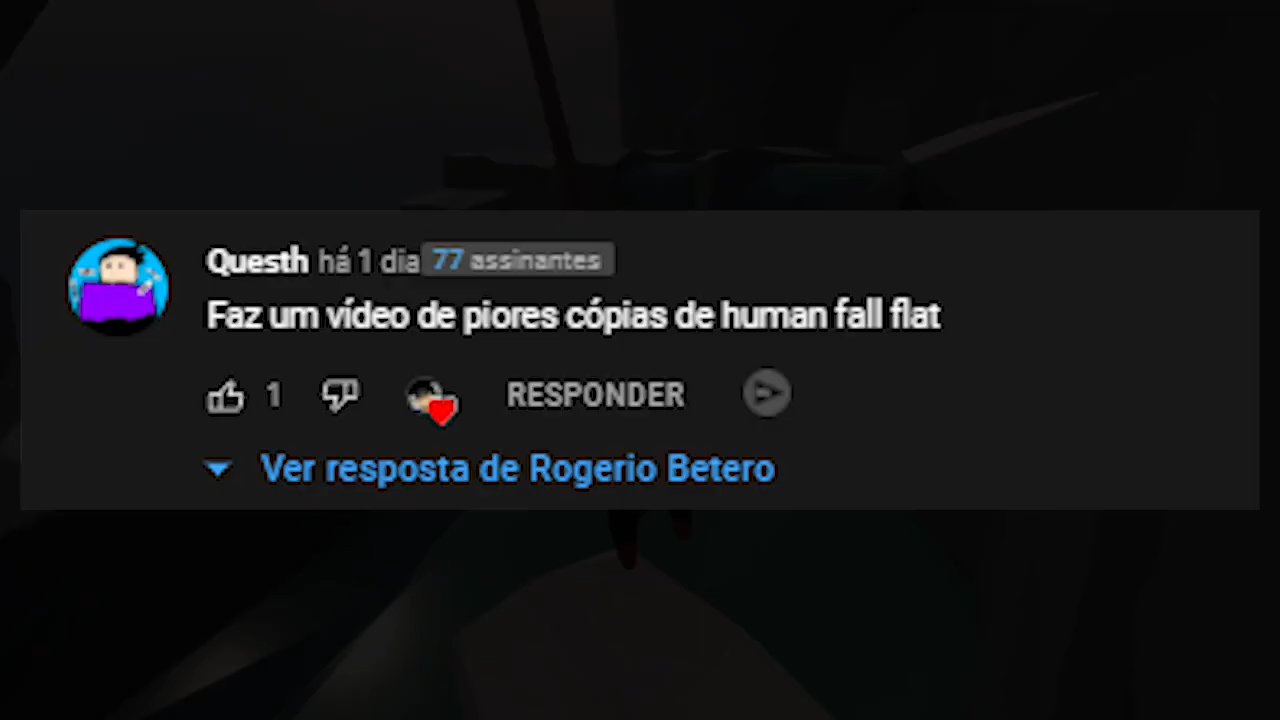 Questh há 1 dia 77 assinantes
Faz um vídeo de piores cópias de human fall flat
1 RESPONDER
Ver resposta de Rogerio Betero